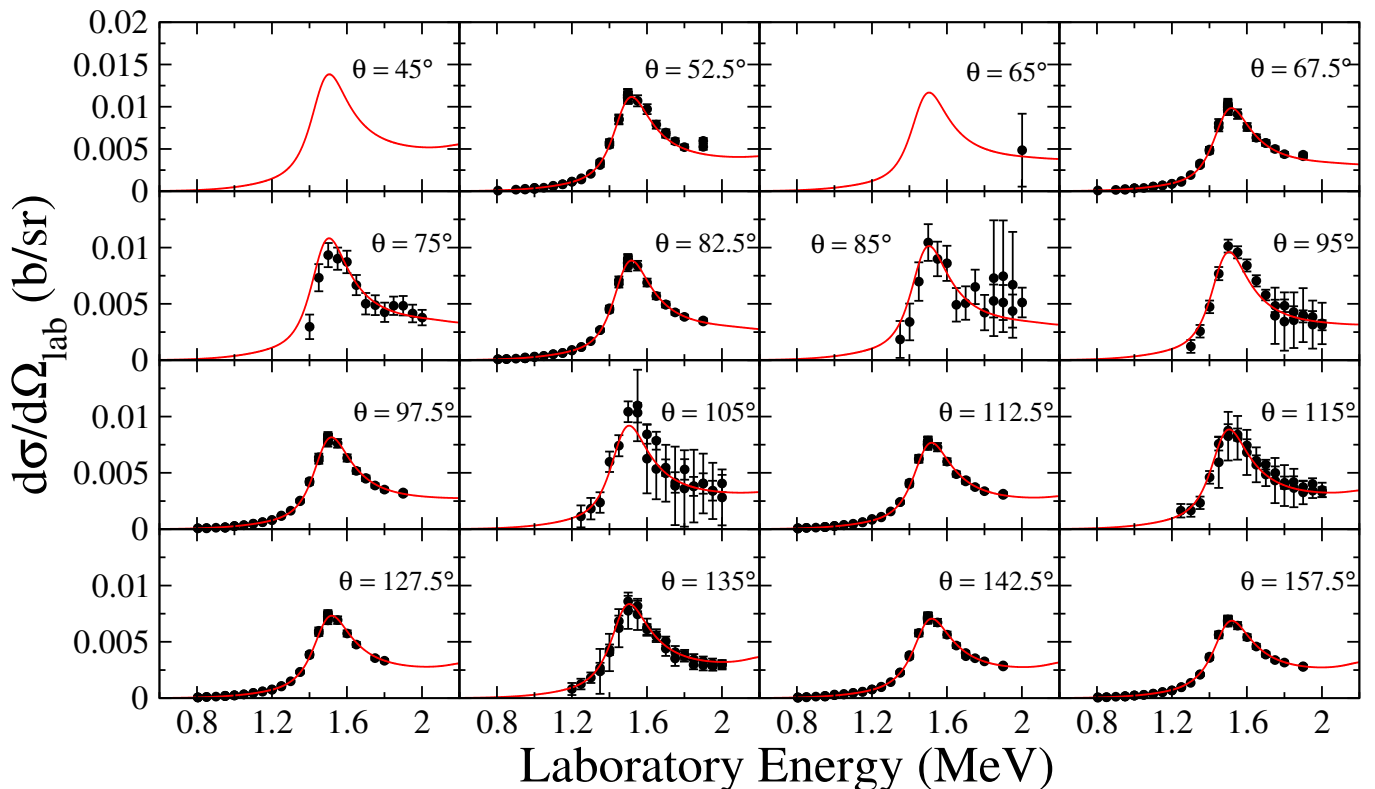 dσ/dΩlab (b/sr)
0.02
0.015
0.01
0.005
0
θ = 45°
θ = 52.5°
θ = 65°
θ = 67.5°
0.01
0.005
0
θ = 75°
θ = 82.5°
θ = 85°
θ = 95°
0.01
0.005
0
θ = 97.5°
θ = 105°
θ = 112.5°
θ = 115°
0.01
0.005
0
θ = 127.5°
θ = 135°
θ = 142.5°
θ = 157.5°
0.8 1.2 1.6 2 0.8 1.2 1.6 2 0.8 1.2 1.6 2 0.8 1.2 1.6 2
Laboratory Energy (MeV)